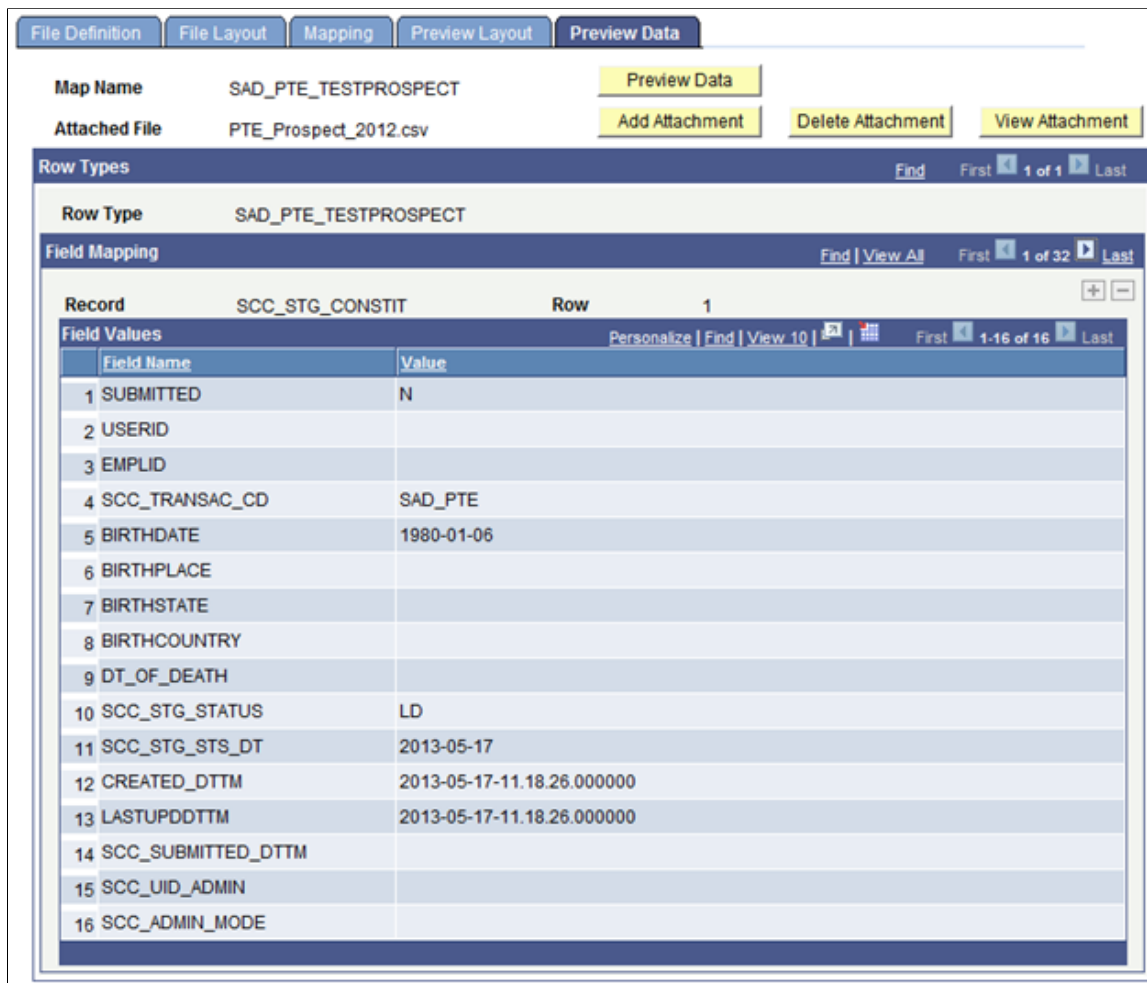 File Definition File Layout Mapping Preview Layout Preview Data
Map Name SAD_PTE_TESTPROSPECT Preview Data
Attached File PTE_Prospect_2012.csv Add Attachment Delete Attachment View Attachment
Row Types Find First 1 of 1 Last
Row Type SAD_PTE_TESTPROSPECT
Field Mapping Find | View All First 1 of 32 Last
Record SCC_STG_CONSTIT Row 1
Field Values Personalize | Find | View 10 | | First 1-16 of 16 Last
Field Name Value
1 SUBMITTED N
2 USERID
3 EMPLID
4 SCC_TRANSAC_CD SAD_PTE
5 BIRTHDATE 1980-01-06
6 BIRTHPLACE
7 BIRTHSTATE
8 BIRTHCOUNTRY
9 DT_OF_DEATH
10 SCC_STG_STATUS LD
11 SCC_STG_STS_DT 2013-05-17
12 CREATED_DTTM 2013-05-17-11.18.26.000000
13 LASTUPDDTTM 2013-05-17-11.18.26.000000
14 SCC_SUBMITTED_DTTM
15 SCC_UID_ADMIN
16 SCC_ADMIN_MODE